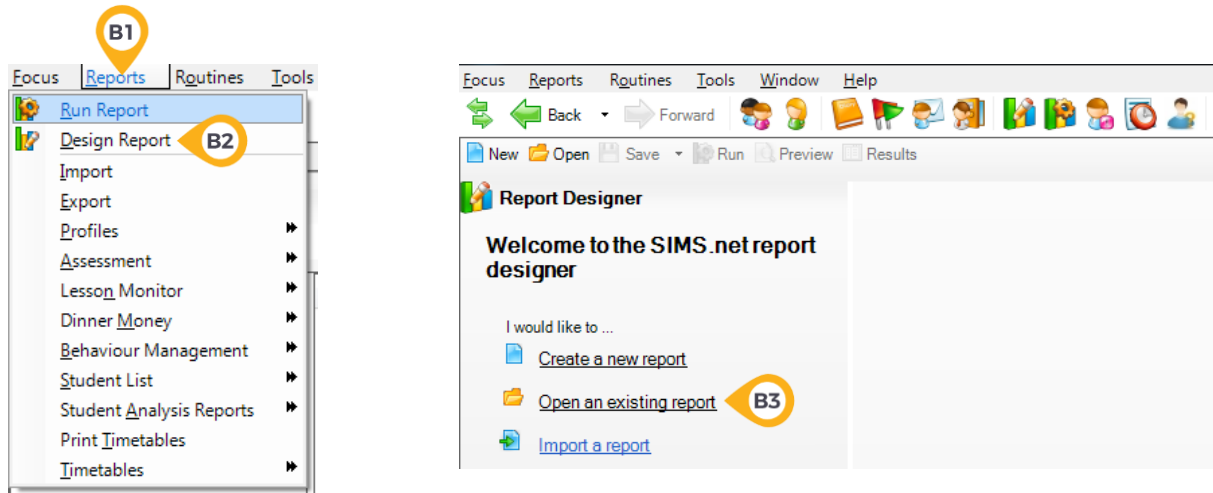 B1
Focus Reports Routines Tools
Run Report
Design Report B2
Import
Export
Profiles
Assessment
Lesson Monitor
Dinner Money
Behaviour Management
Student List
Student Analysis Reports
Print Timetables
Timetables
Focus Reports Routines Tools Window Help
Back Forward
New Open Save Run Preview Results
Report Designer
Welcome to the SIMS.net report
designer
I would like to ...
Create a new report
Open an existing report B3
Import a report